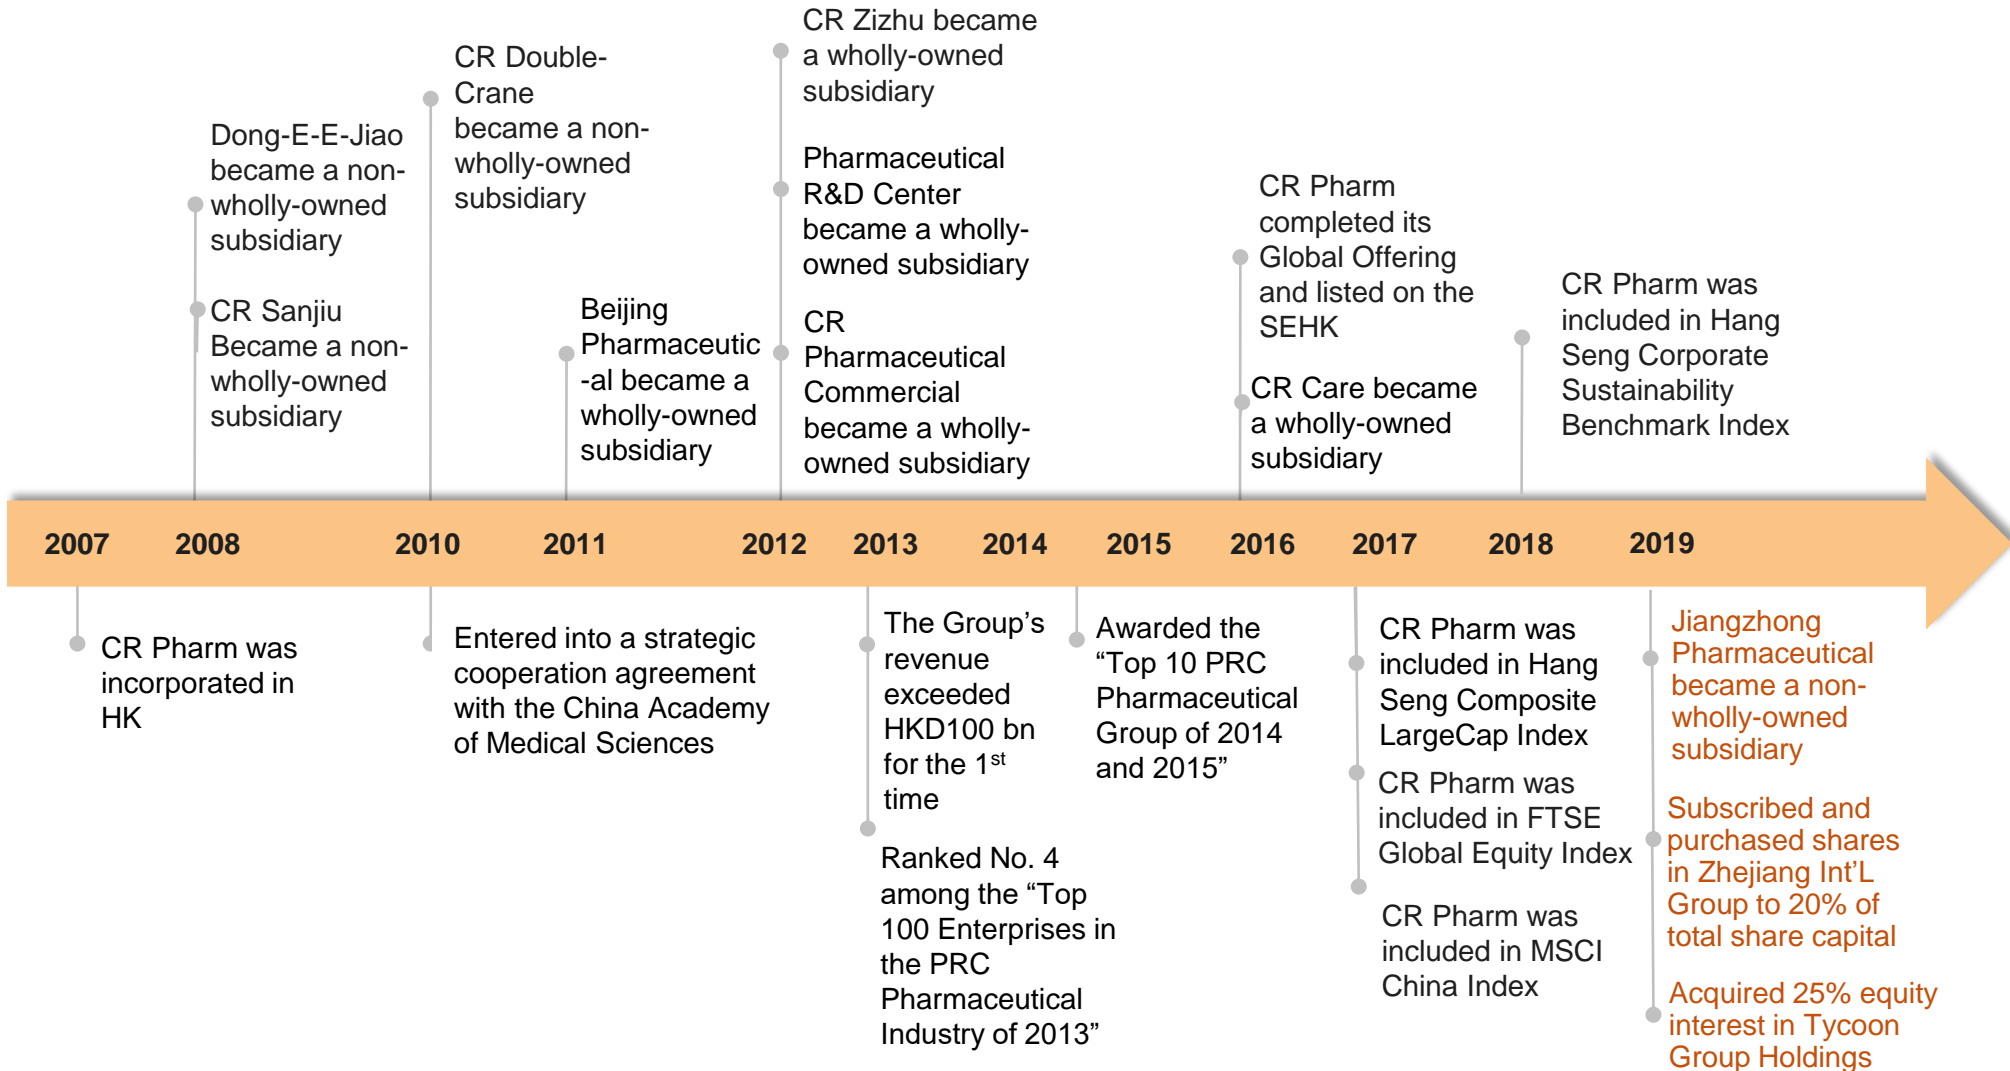 Dong-E-E-Jiao
became a non-
wholly-owned
subsidiary
CR Sanjiu
Became a non-
wholly-owned
subsidiary
CR Double-
Crane
became a non-
wholly-owned
subsidiary
Beijing
Pharmaceutic
-al became a
wholly-owned
subsidiary
CR Zizhu became
a wholly-owned
subsidiary
Pharmaceutical
R&D Center
became a wholly-
owned subsidiary
CR
Pharmaceutical
Commercial
became a wholly-
owned subsidiary
CR Pharm
completed its
Global Offering
and listed on the
SEHK
CR Care became
a wholly-owned
subsidiary
CR Pharm was
included in Hang
Seng Corporate
Sustainability
Benchmark Index
2007 2008 2010 2011 2012 2013 2014 2015 2016 2017 2018 2019
CR Pharm was
incorporated in
HK
Entered into a strategic
cooperation agreement
with the China Academy
of Medical Sciences
The Group’s
revenue
exceeded
HKD100 bn
for the 1st
time
Ranked No. 4
among the “Top
100 Enterprises in
the PRC
Pharmaceutical
Industry of 2013”
Awarded the
“Top 10 PRC
Pharmaceutical
Group of 2014
and 2015”
CR Pharm was
included in Hang
Seng Composite
LargeCap Index
CR Pharm was
included in FTSE
Global Equity Index
CR Pharm was
included in MSCI
China Index
Jiangzhong
Pharmaceutical
became a non-
wholly-owned
subsidiary
Subscribed and
purchased shares
in Zhejiang Int’L
Group to 20% of
total share capital
Acquired 25% equity
interest in Tycoon
Group Holdings